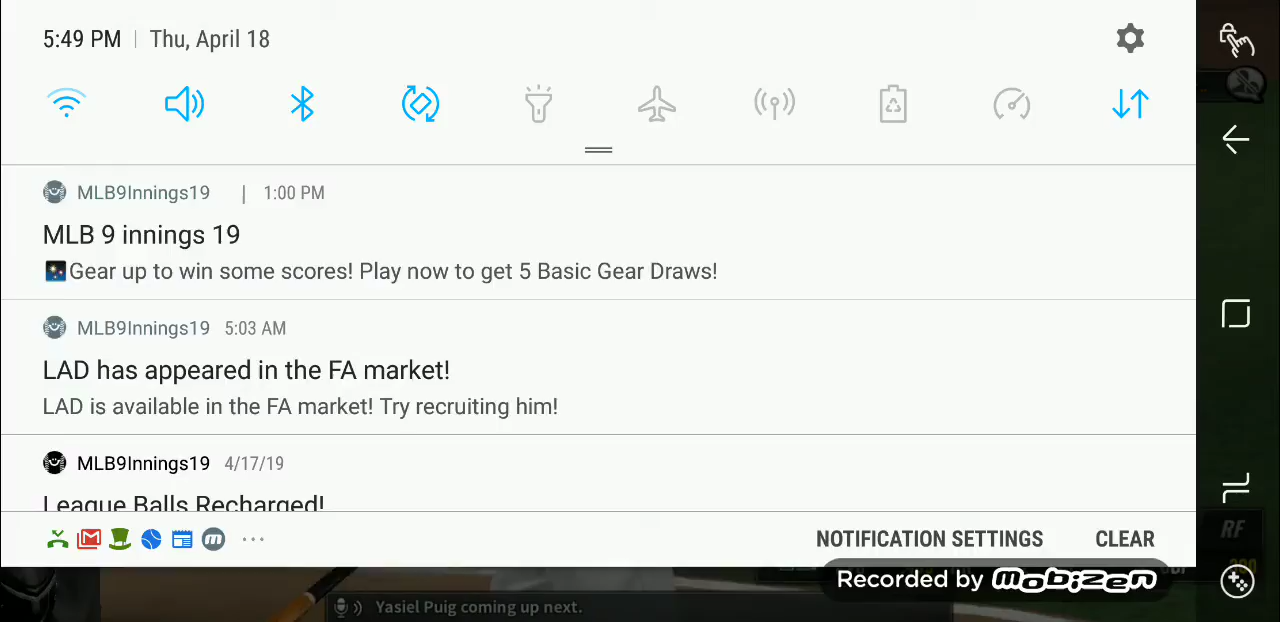 5:49 PM | Thu, April 18
MLB9Innings19 | 1:00 PM
MLB 9 innings 19
Gear up to win some scores! Play now to get 5 Basic Gear Draws!
MLB9Innings19 5:03 AM
LAD has appeared in the FA market!
LAD is available in the FA market! Try recruiting him!
MLB9Innings19 4/17/19
League Balls Recharged!
NOTIFICATION SETTINGS CLEAR
RF
Recorded by mobizen
Yasiel Puig coming up next.